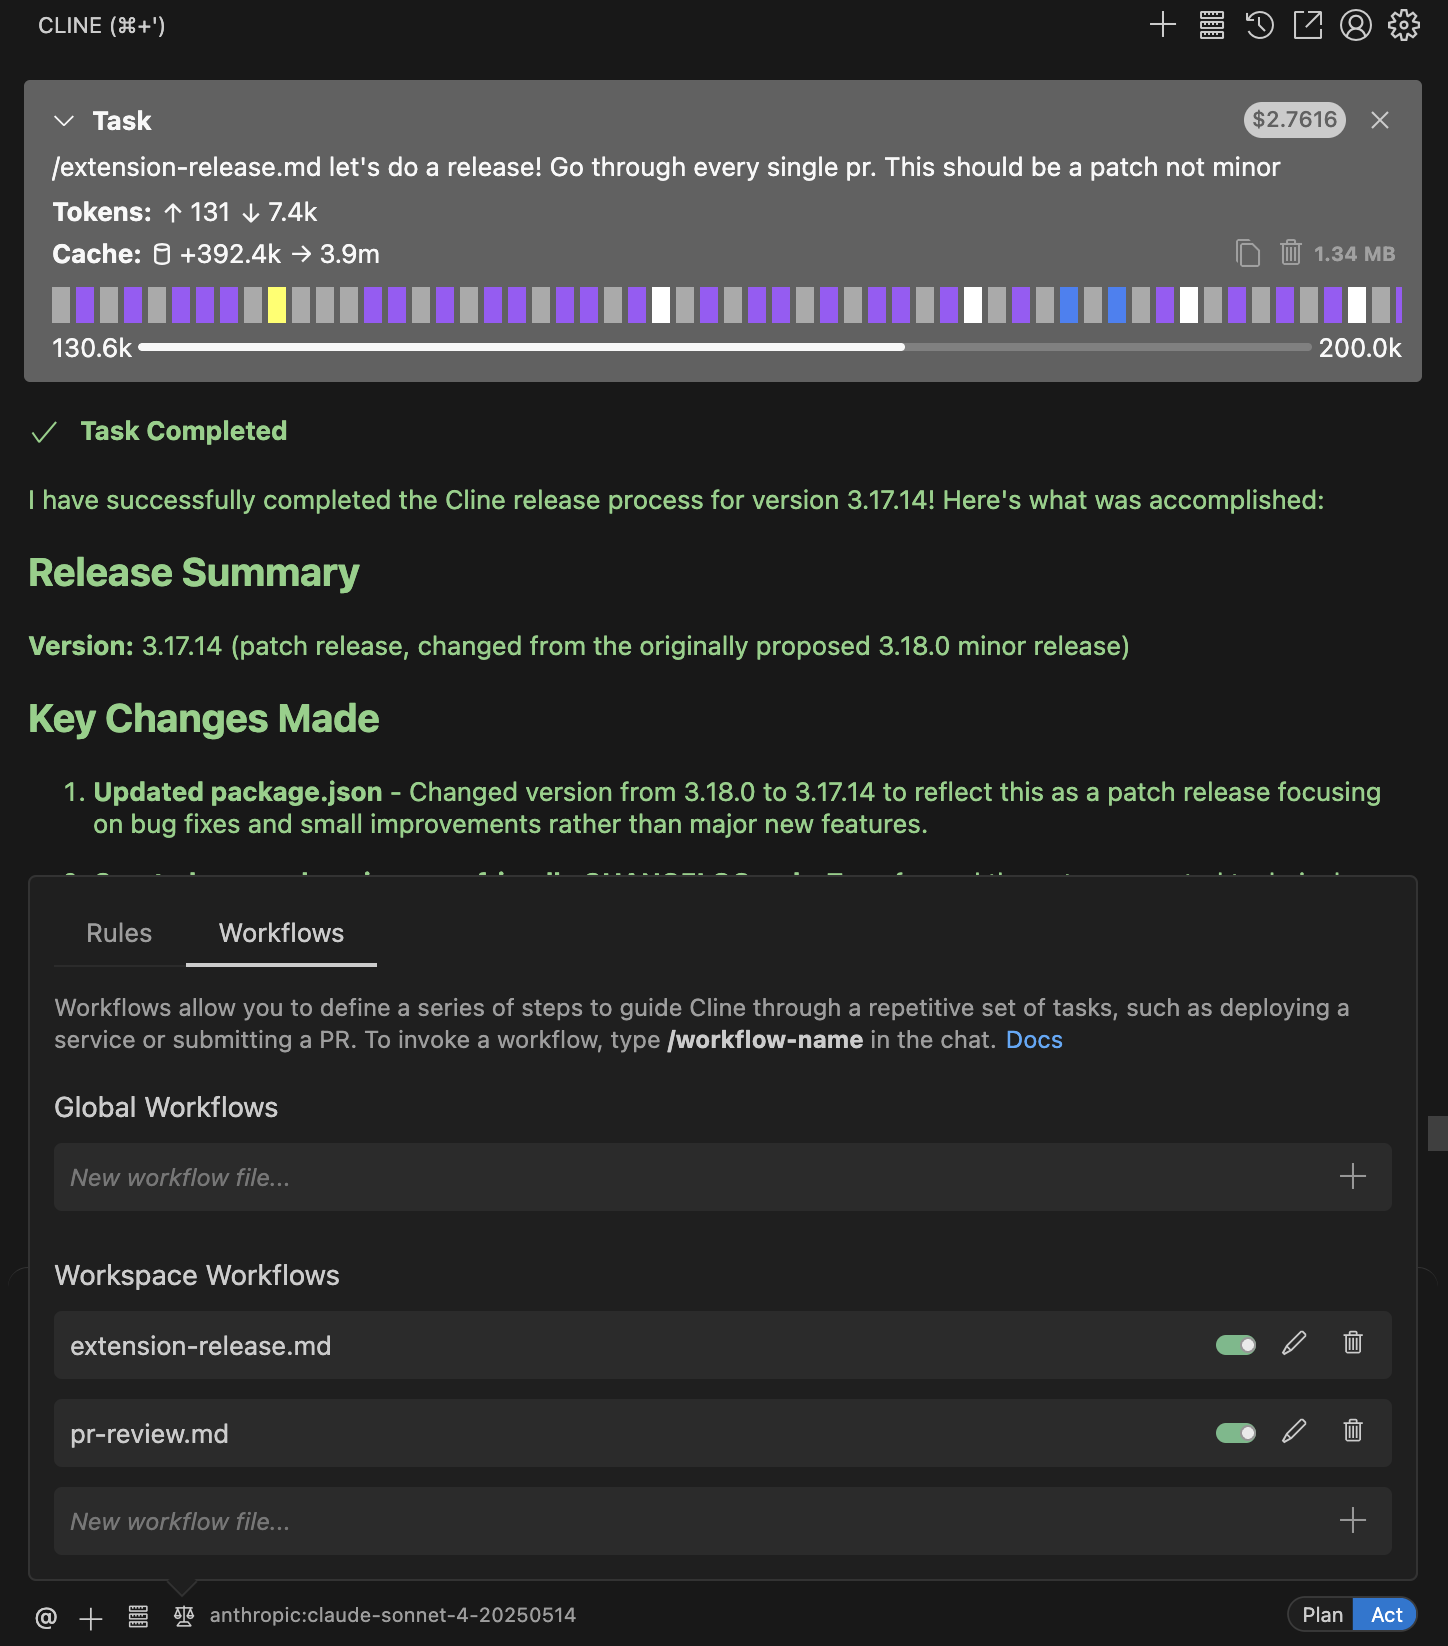 CLINE (⌘+')
Task
$2.7616
/extension-release.md let's do a release! Go through every single pr. This should be a patch not minor
Tokens: ↑ 131 ↓ 7.4k
Cache: +392.4k → 3.9m
1.34 MB
130.6k
200.0k
Task Completed
I have successfully completed the Cline release process for version 3.17.14! Here's what was accomplished:
Release Summary
Version: 3.17.14 (patch release, changed from the originally proposed 3.18.0 minor release)
Key Changes Made
1. Updated package.json - Changed version from 3.18.0 to 3.17.14 to reflect this as a patch release focusing
on bug fixes and small improvements rather than major new features.
Rules
Workflows
Workflows allow you to define a series of steps to guide Cline through a repetitive set of tasks, such as deploying a
service or submitting a PR. To invoke a workflow, type /workflow-name in the chat. Docs
Global Workflows
New workflow file...
Workspace Workflows
extension-release.md
pr-review.md
New workflow file...
@
anthropic:claude-sonnet-4-20250514
Plan
Act